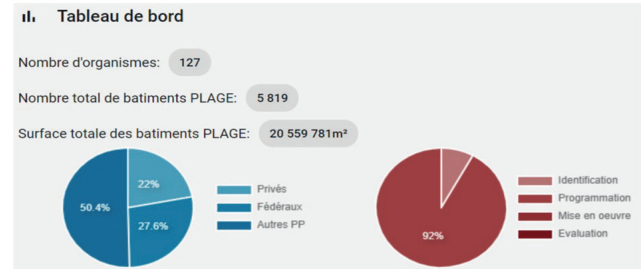 Tableau de bord
Nombre d'organismes: 127
Nombre total de batiments PLAGE: 5 819
Surface totale des batiments PLAGE: 20 559 781m²
22%
50.4%
27.6%
Privés
Fédéraux
Autres PP
92%
Identification
Programmation
Mise en oeuvre
Evaluation